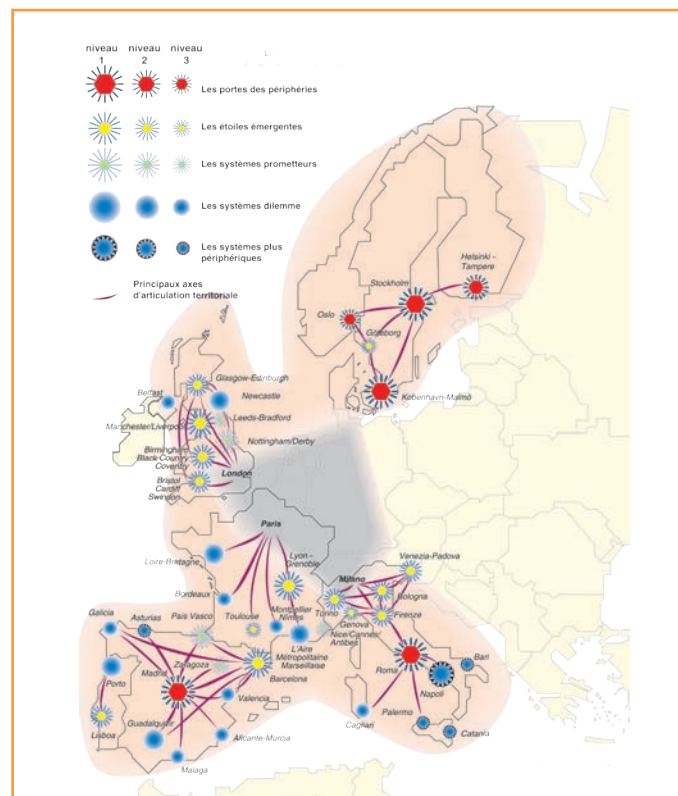 niveau niveau niveau
1 2 3
Les portes des périphéries
Les étoiles émergentes
Les systèmes prometteurs
Les systèmes dilemme
Les systèmes plus
périphériques
Principaux axes
d'articulation territoriale
Helsinki -
Tampere
Stockholm
Oslo
Göteborg
Kobenhavn-Malmö
Glasgow-Edinburgh
Belfast
Newcastle
Leeds-Bradford
Manchester/Liverpool
Nottingham/Derby
Birmingham
Black Country
Coventry
London
Bristol
Cardiff
Swindon
Paris
Loire-Bretagne
Lyon -
Grenoble
Venezia-Padova
Milano
Bordeaux
Bologna
Montpellier
Nîmes
Torino
Firenze
Galicia
Asturias
País Vasco
Toulouse
Genova
Nice/Cannes/
Antibes
L'Aire
Métropolitaine
Marseillaise
Zaragoza
Madrid
Barcelona
Roma
Bari
Porto
Napoli
Valencia
Lisboa
Guadalquivir
Palermo
Cagliari
Alicante-Murcia
Catania
Malaga